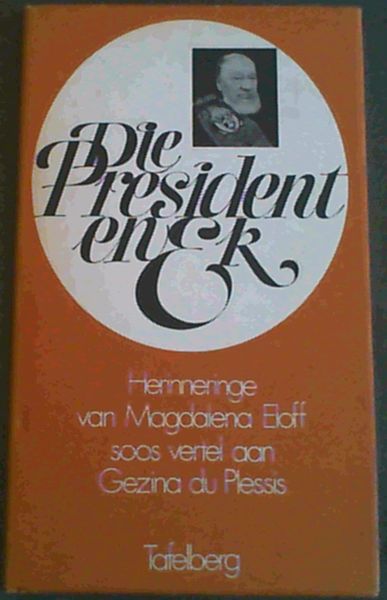 Die
President
en Ek
Herinneringe
van Magdalena Eloff
soos vertel aan
Gezina du Plessis
Tafelberg